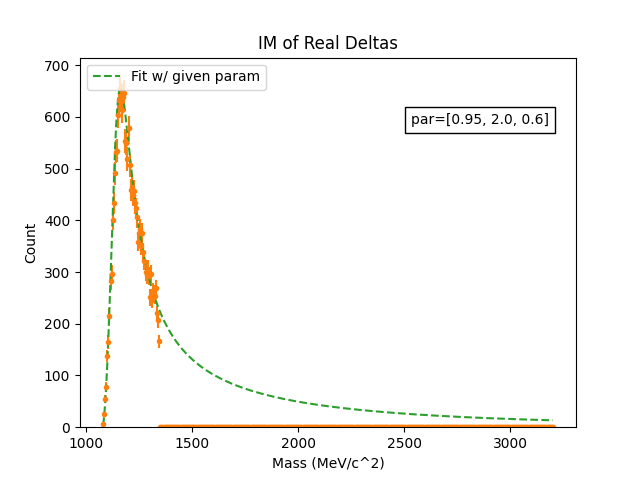 IM of Real Deltas
Fit w/ given param
par=[0.95, 2.0, 0.6]
700
600
500
400
300
200
100
0
Count
1000 1500 2000 2500 3000
Mass (MeV/c^2)